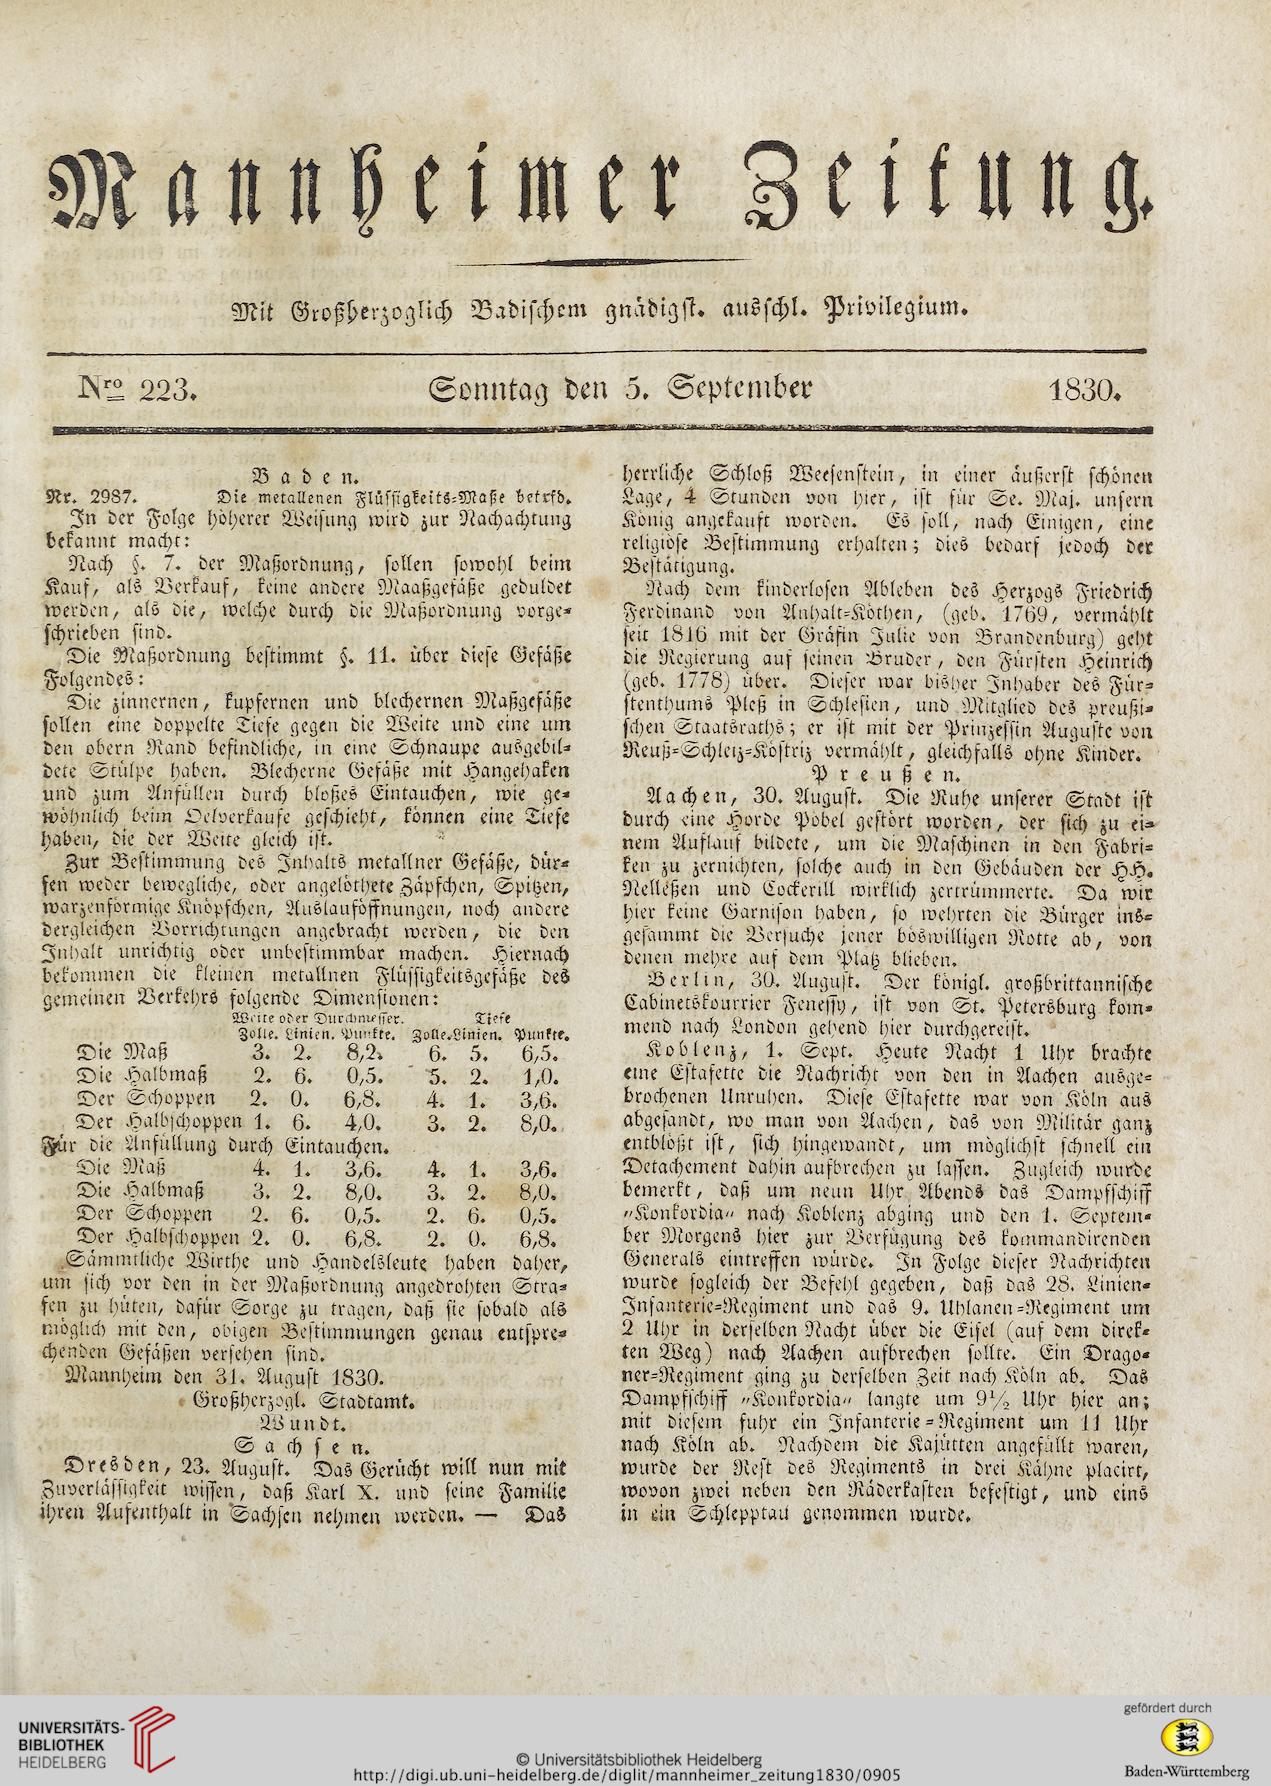 Mannheimer Zeitung.
Mit Großherzoglich Badischem gnädigst. ausschl. Privilegium.
Nro 223. Sonntag den 5. September 1830.
Baden.
Nr. 2987. Die metallenen Flüssigkeits-Maße betrfd.
In der Folge höherer Weisung wird zur Nachachtung
bekannt macht:
Nach §. 7. der Maßordnung, sollen sowohl beim
Kauf, als Verkauf, keine andere Maaßgefäße geduldet
werden, als die, welche durch die Maßordnung vorge-
schrieben sind.
Die Maßordnung bestimmt §. 11. über diese Gefäße
Folgendes:
Die zinnernen, kupfernen und blechernen Maßgefäße
sollen eine doppelte Tiefe gegen die Weite und eine um
den obern Rand befindliche, in eine Schnaupe ausgebil-
dete Stülpe haben. Blecherne Gefäße mit Hangehaken
und zum Anfüllen durch bloßes Eintauchen, wie ge-
wöhnlich beim Oelverkaufe geschieht, können eine Tiefe
haben, die der Weite gleich ist.
Zur Bestimmung des Inhalts metallner Gefäße, dür-
fen weder bewegliche, oder angelöthete Zäpfchen, Spitzen,
warzenförmige Knöpfchen, Auslauföffnungen, noch andere
dergleichen Vorrichtungen angebracht werden, die den
Inhalt unrichtig oder unbestimmbar machen. Hiernach
bekommen die kleinen metallnen Flüssigkeitsgefäße des
gemeinen Verkehrs folgende Dimensionen:
Weite oder Durchmesser. Tiefe
Zolle. Linien. Punkte. Zolle. Linien. Punkte.
Die Maß 3. 2. 8,2. 6. 5. 6,5.
Die Halbmaß 2. 6. 0,5. 5. 2. 1,0.
Der Schoppen 2. 0. 6,8. 4. 1. 3,6.
Der Halbschoppen 1. 6. 4,0. 3. 2. 8,0.
Für die Anfüllung durch Eintauchen.
Die Maß 4. 1. 3,6. 4. 1. 3,6.
Die Halbmaß 3. 2. 8,0. 3. 2. 8,0.
Der Schoppen 2. 6. 0,5. 2. 6. 0,5.
Der Halbschoppen 2. 0. 6,8. 2. 0. 6,8.
Sämmtliche Wirthe und Handelsleute haben daher,
um sich vor den in der Maßordnung angedrohten Stra-
fen zu hüten, dafür Sorge zu tragen, daß sie sobald als
möglich mit den, obigen Bestimmungen genau entspre-
chenden Gefäßen versehen sind.
Mannheim den 31. August 1830.
Großherzogl. Stadtamt.
Wundt.
Sachsen.
Dresden, 23. August. Das Gerücht will nun mit
Zuverlässigkeit wissen, daß Karl X. und seine Familie
ihren Aufenthalt in Sachsen nehmen werden. — Das
herrliche Schloß Weesenstein, in einer äußerst schönen
Lage, 4 Stunden von hier, ist für Se. Maj. unsern
König angekauft worden. Es soll, nach Einigen, eine
religiöse Bestimmung erhalten; dies bedarf jedoch der
Bestätigung.
Nach dem kinderlosen Ableben des Herzogs Friedrich
Ferdinand von Anhalt-Köthen, (geb. 1769, vermählt
seit 1816 mit der Gräfin Julie von Brandenburg) geht
die Regierung auf seinen Bruder, den Fürsten Heinrich
(geb. 1778) über. Dieser war bisher Inhaber des Für-
stenthums Pleß in Schlesien, und Mitglied des preußi-
schen Staatsraths; er ist mit der Prinzessin Auguste von
Reuß-Schleiz-Köstriz vermählt, gleichfalls ohne Kinder.
Preußen.
Aachen, 30. August. Die Ruhe unserer Stadt ist
durch eine Horde Pöbel gestört worden, der sich zu ei-
nem Auflauf bildete, um die Maschinen in den Fabri-
ken zu zernichten, solche auch in den Gebäuden der HH.
Nelleßen und Cockerill wirklich zertrümmerte. Da wir
hier keine Garnison haben, so wehrten die Bürger ins-
gesammt die Versuche jener böswilligen Rotte ab, von
denen mehre auf dem Platz blieben.
Berlin, 30. August. Der königl. großbrittannische
Cabinetskourrier Fenessy, ist von St. Petersburg kom-
mend nach London gehend hier durchgereist.
Koblenz, 1. Sept. Heute Nacht 1 Uhr brachte
eine Estafette die Nachricht von den in Aachen ausge-
brochenen Unruhen. Diese Estafette war von Köln aus
abgesandt, wo man von Aachen, das von Militär ganz
entblößt ist, sich hingewandt, um möglichst schnell ein
Detachement dahin aufbrechen zu lassen. Zugleich wurde
bemerkt, daß um neun Uhr Abends das Dampfschiff
„Konkordia“ nach Koblenz abging und den 1. Septem-
ber Morgens hier zur Verfügung des kommandirenden
Generals eintreffen würde. In Folge dieser Nachrichten
wurde sogleich der Befehl gegeben, daß das 28. Linien-
Infanterie-Regiment und das 9. Uhlanen-Regiment um
2 Uhr in derselben Nacht über die Eifel (auf dem direk-
ten Weg) nach Aachen aufbrechen sollte. Ein Drago-
ner-Regiment ging zu derselben Zeit nach Köln ab. Das
Dampfschiff „Konkordia“ langte um 9½ Uhr hier an;
mit diesem fuhr ein Infanterie-Regiment um 11 Uhr
nach Köln ab. Nachdem die Kajütten angefüllt waren,
wurde der Rest des Regiments in drei Kähne placirt,
wovon zwei neben den Räderkasten befestigt, und eins
in ein Schlepptau genommen wurde.
UNIVERSITÄTS-
BIBLIOTHEK
HEIDELBERG
© Universitätsbibliothek Heidelberg
http://digi.ub.uni-heidelberg.de/diglit/mannheimer_zeitung1830/0905
gefördert durch
Baden-Württemberg